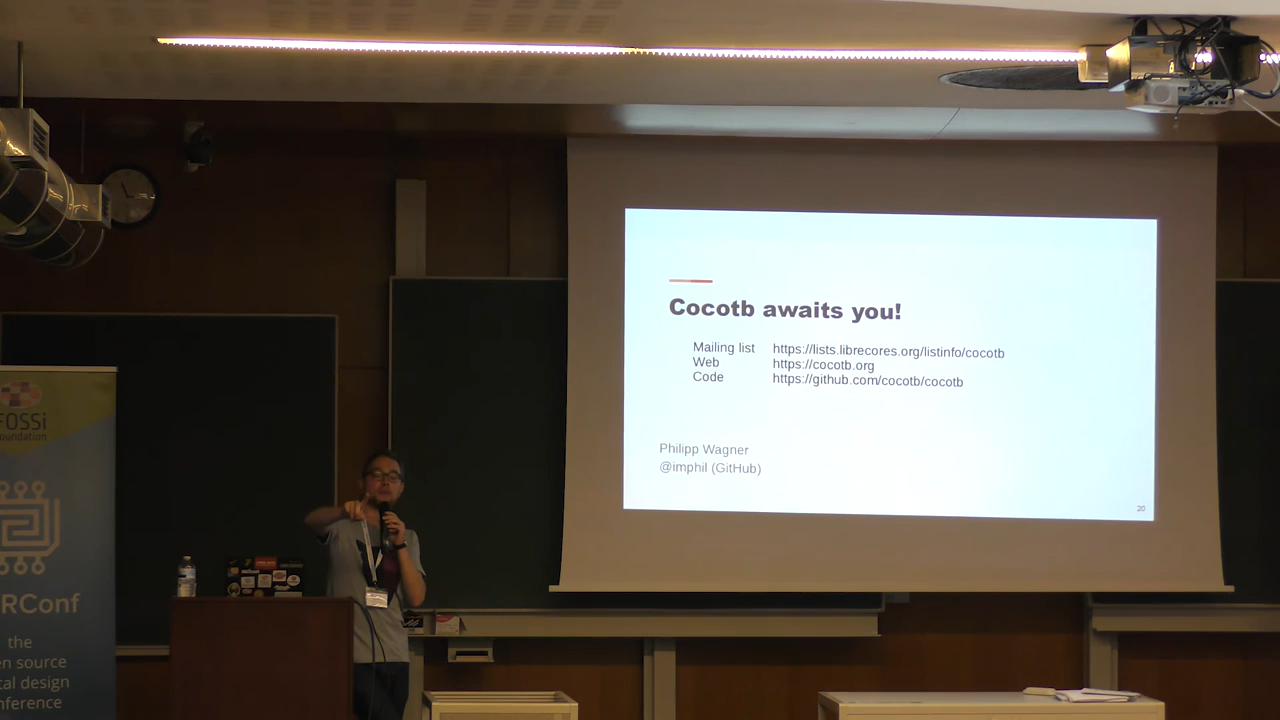 Cocotb awaits you!
Mailing list https://lists.librecores.org/listinfo/cocotb
Web https://cocotb.org
Code https://github.com/cocotb/cocotb
Philipp Wagner
@imphil (GitHub)
20
FOSSi
oundation
RConf
the
en source
tal design
nference